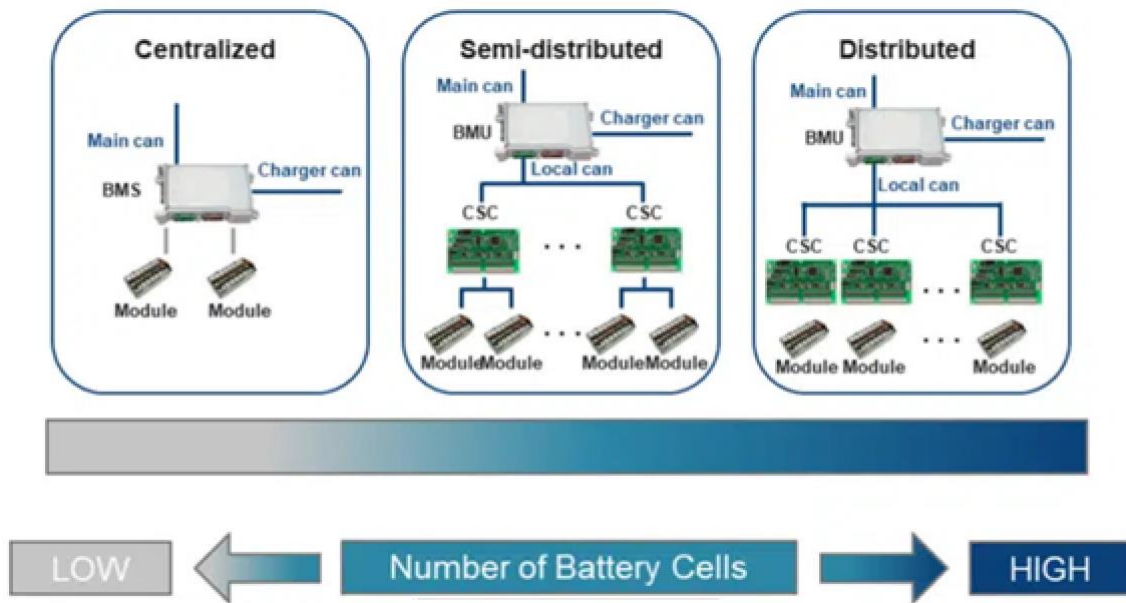 Centralized
Main can
BMS
Charger can
Module
Module
Semi-distributed
Main can
BMU
Charger can
Local can
CSC
CSC
...
Module
Module
...
Module
Module
Distributed
Main can
BMU
Charger can
Local can
CSC
CSC
CSC
...
Module
Module
...
Module
LOW
Number of Battery Cells
HIGH